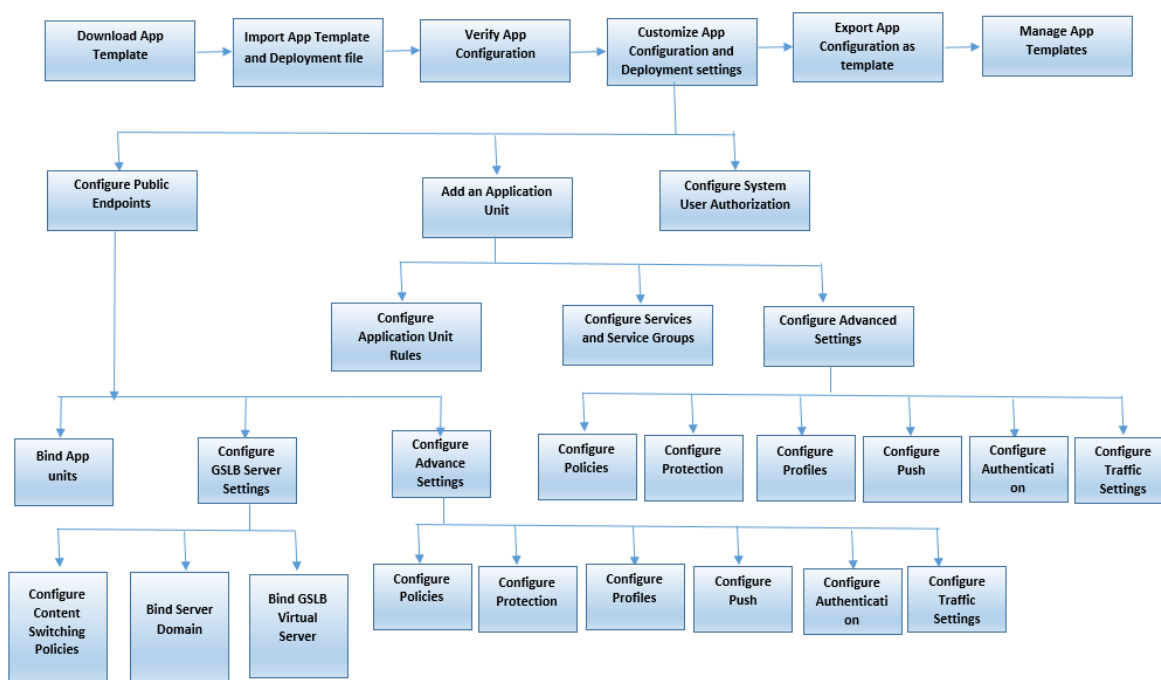 Download App
Template
Import App Template
and Deployment file
Verify App
Configuration
Customize App
Configuration and
Deployment settings
Export App
Configuration as
template
Manage App
Templates
Configure Public
Endpoints
Add an Application
Unit
Configure System
User Authorization
Configure
Application Unit
Rules
Configure Services
and Service Groups
Configure Advanced
Settings
Bind App
units
Configure
GSLB Server
Settings
Configure
Advance
Settings
Configure
Policies
Configure
Protection
Configure
Profiles
Configure
Push
Configure
Authenticati
on
Configure
Traffic
Settings
Configure
Content
Switching
Policies
Bind Server
Domain
Bind GSLB
Virtual
Server
Configure
Policies
Configure
Protection
Configure
Profiles
Configure
Push
Configure
Authenticati
on
Configure
Traffic
Settings